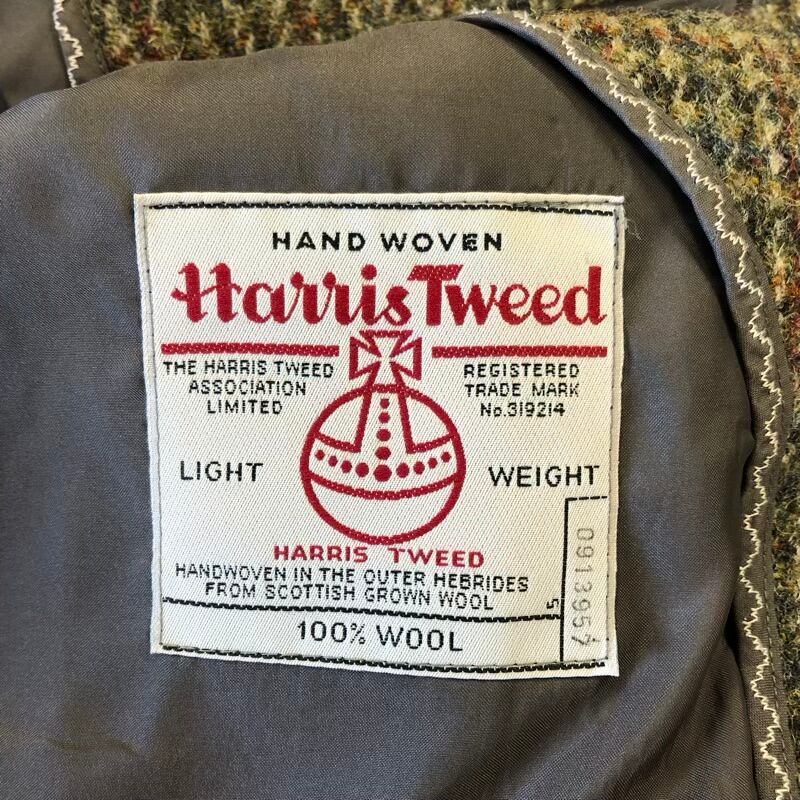 HAND WOVEN
Harris Tweed
THE HARRIS TWEED
ASSOCIATION
LIMITED
REGISTERED
TRADE MARK
No.319214
LIGHT WEIGHT
HARRIS TWEED
HANDWOVEN IN THE OUTER HEBRIDES
FROM SCOTTISH GROWN WOOL
100% WOOL
5
0913957